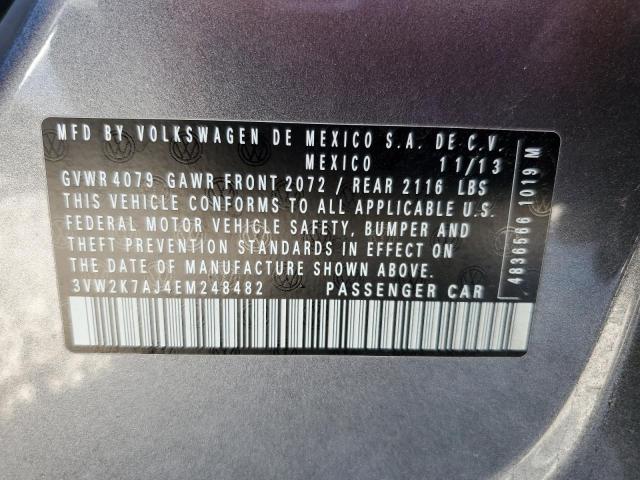 MFD BY VOLKSWAGEN DE MEXICO S.A. DE C.V.
MEXICO 11/13
GVWR 4079 GAWR FRONT 2072 / REAR 2116 LBS
THIS VEHICLE CONFORMS TO ALL APPLICABLE U.S.
FEDERAL MOTOR VEHICLE SAFETY, BUMPER AND
THEFT PREVENTION STANDARDS IN EFFECT ON
THE DATE OF MANUFACTURE SHOWN ABOVE.
3VW2K7AJ4EM248482 PASSENGER CAR
4836566 1019 M